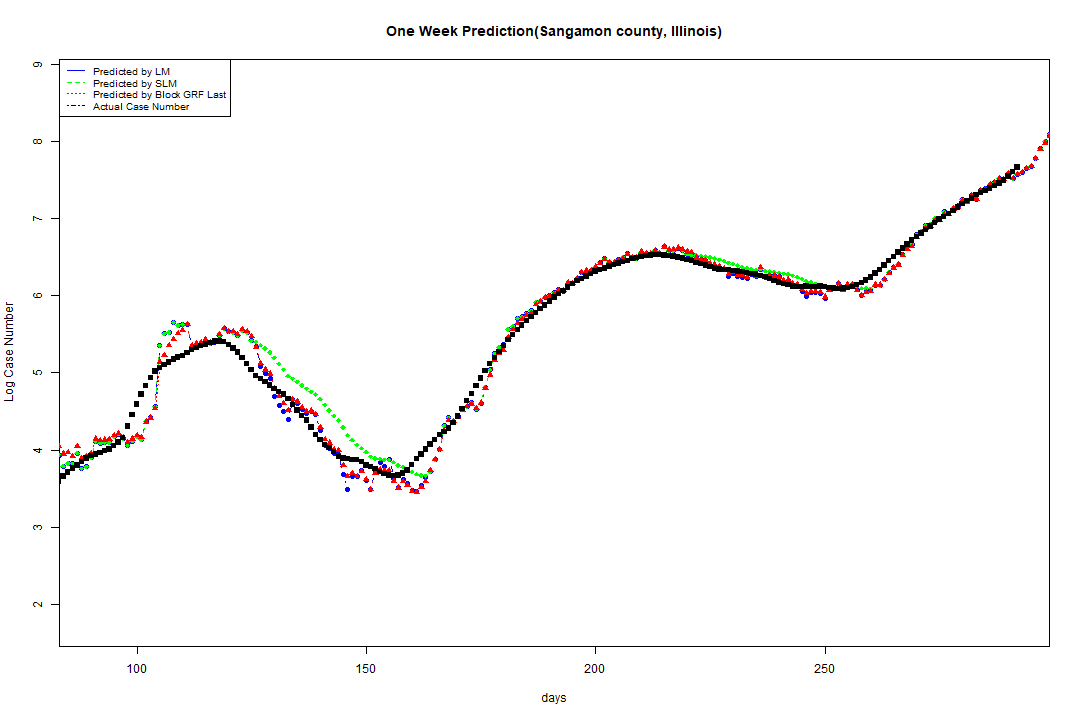 One Week Prediction(Sangamon county, Illinois)
Predicted by LM
Predicted by SLM
Predicted by Block GRF Last
Actual Case Number
9
8
7
6
5
4
3
2
Log Case Number
100 150 200 250
days